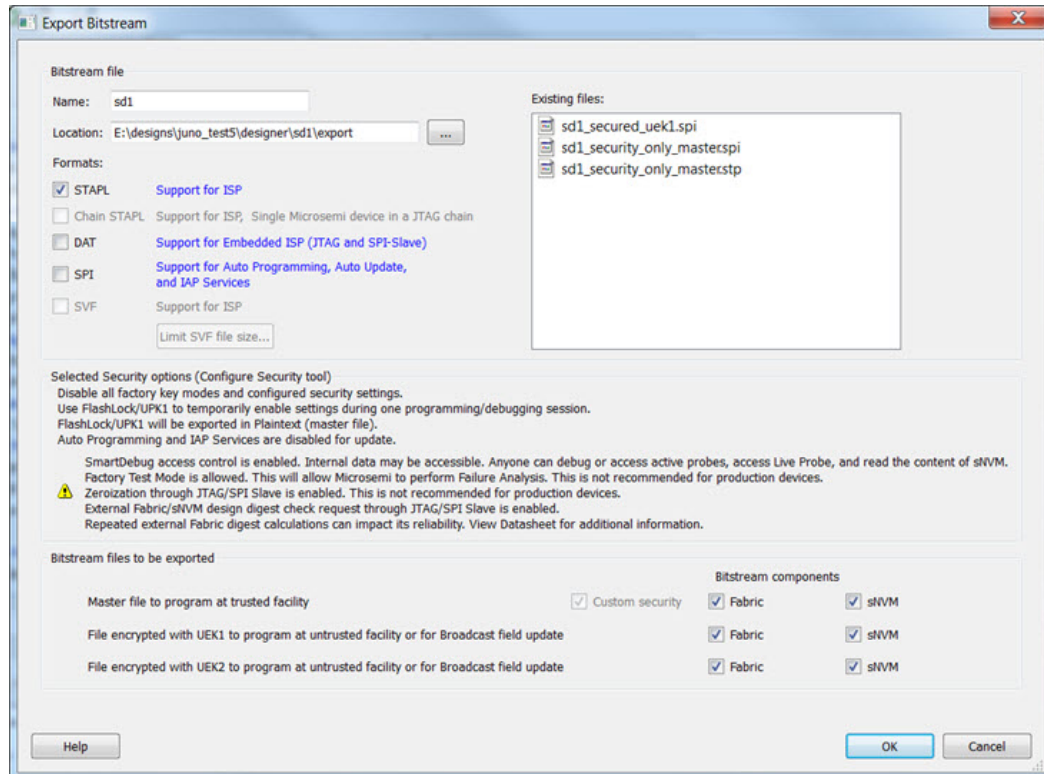 Export Bitstream
Bitstream file
Name: sd1
Location: E:\designs\juno_test5\designer\sd1\export ...
Formats:
STAPL Support for ISP
Chain STAPL Support for ISP, Single Microsemi device in a JTAG chain
DAT Support for Embedded ISP (JTAG and SPI-Slave)
SPI Support for Auto Programming, Auto Update,
and IAP Services
SVF Support for ISP
Limit SVF file size...
Existing files:
sd1_secured_uek1.spi
sd1_security_only_master.spi
sd1_security_only_master.stp
Selected Security options (Configure Security tool)
Disable all factory key modes and configured security settings.
Use FlashLock/UPK1 to temporarily enable settings during one programming/debugging session.
FlashLock/UPK1 will be exported in Plaintext (master file).
Auto Programming and IAP Services are disabled for update.
SmartDebug access control is enabled. Internal data may be accessible. Anyone can debug or access active probes, access Live Probe, and read the content of sNVM.
Factory Test Mode is allowed. This will allow Microsemi to perform Failure Analysis. This is not recommended for production devices.
Zeroization through JTAG/SPI Slave is enabled. This is not recommended for production devices.
External Fabric/sNVM design digest check request through JTAG/SPI Slave is enabled.
Repeated external Fabric digest calculations can impact its reliability. View Datasheet for additional information.
Bitstream files to be exported
Bitstream components
Master file to program at trusted facility Custom security Fabric sNVM
File encrypted with UEK1 to program at untrusted facility or for Broadcast field update Fabric sNVM
File encrypted with UEK2 to program at untrusted facility or for Broadcast field update Fabric sNVM
Help OK Cancel